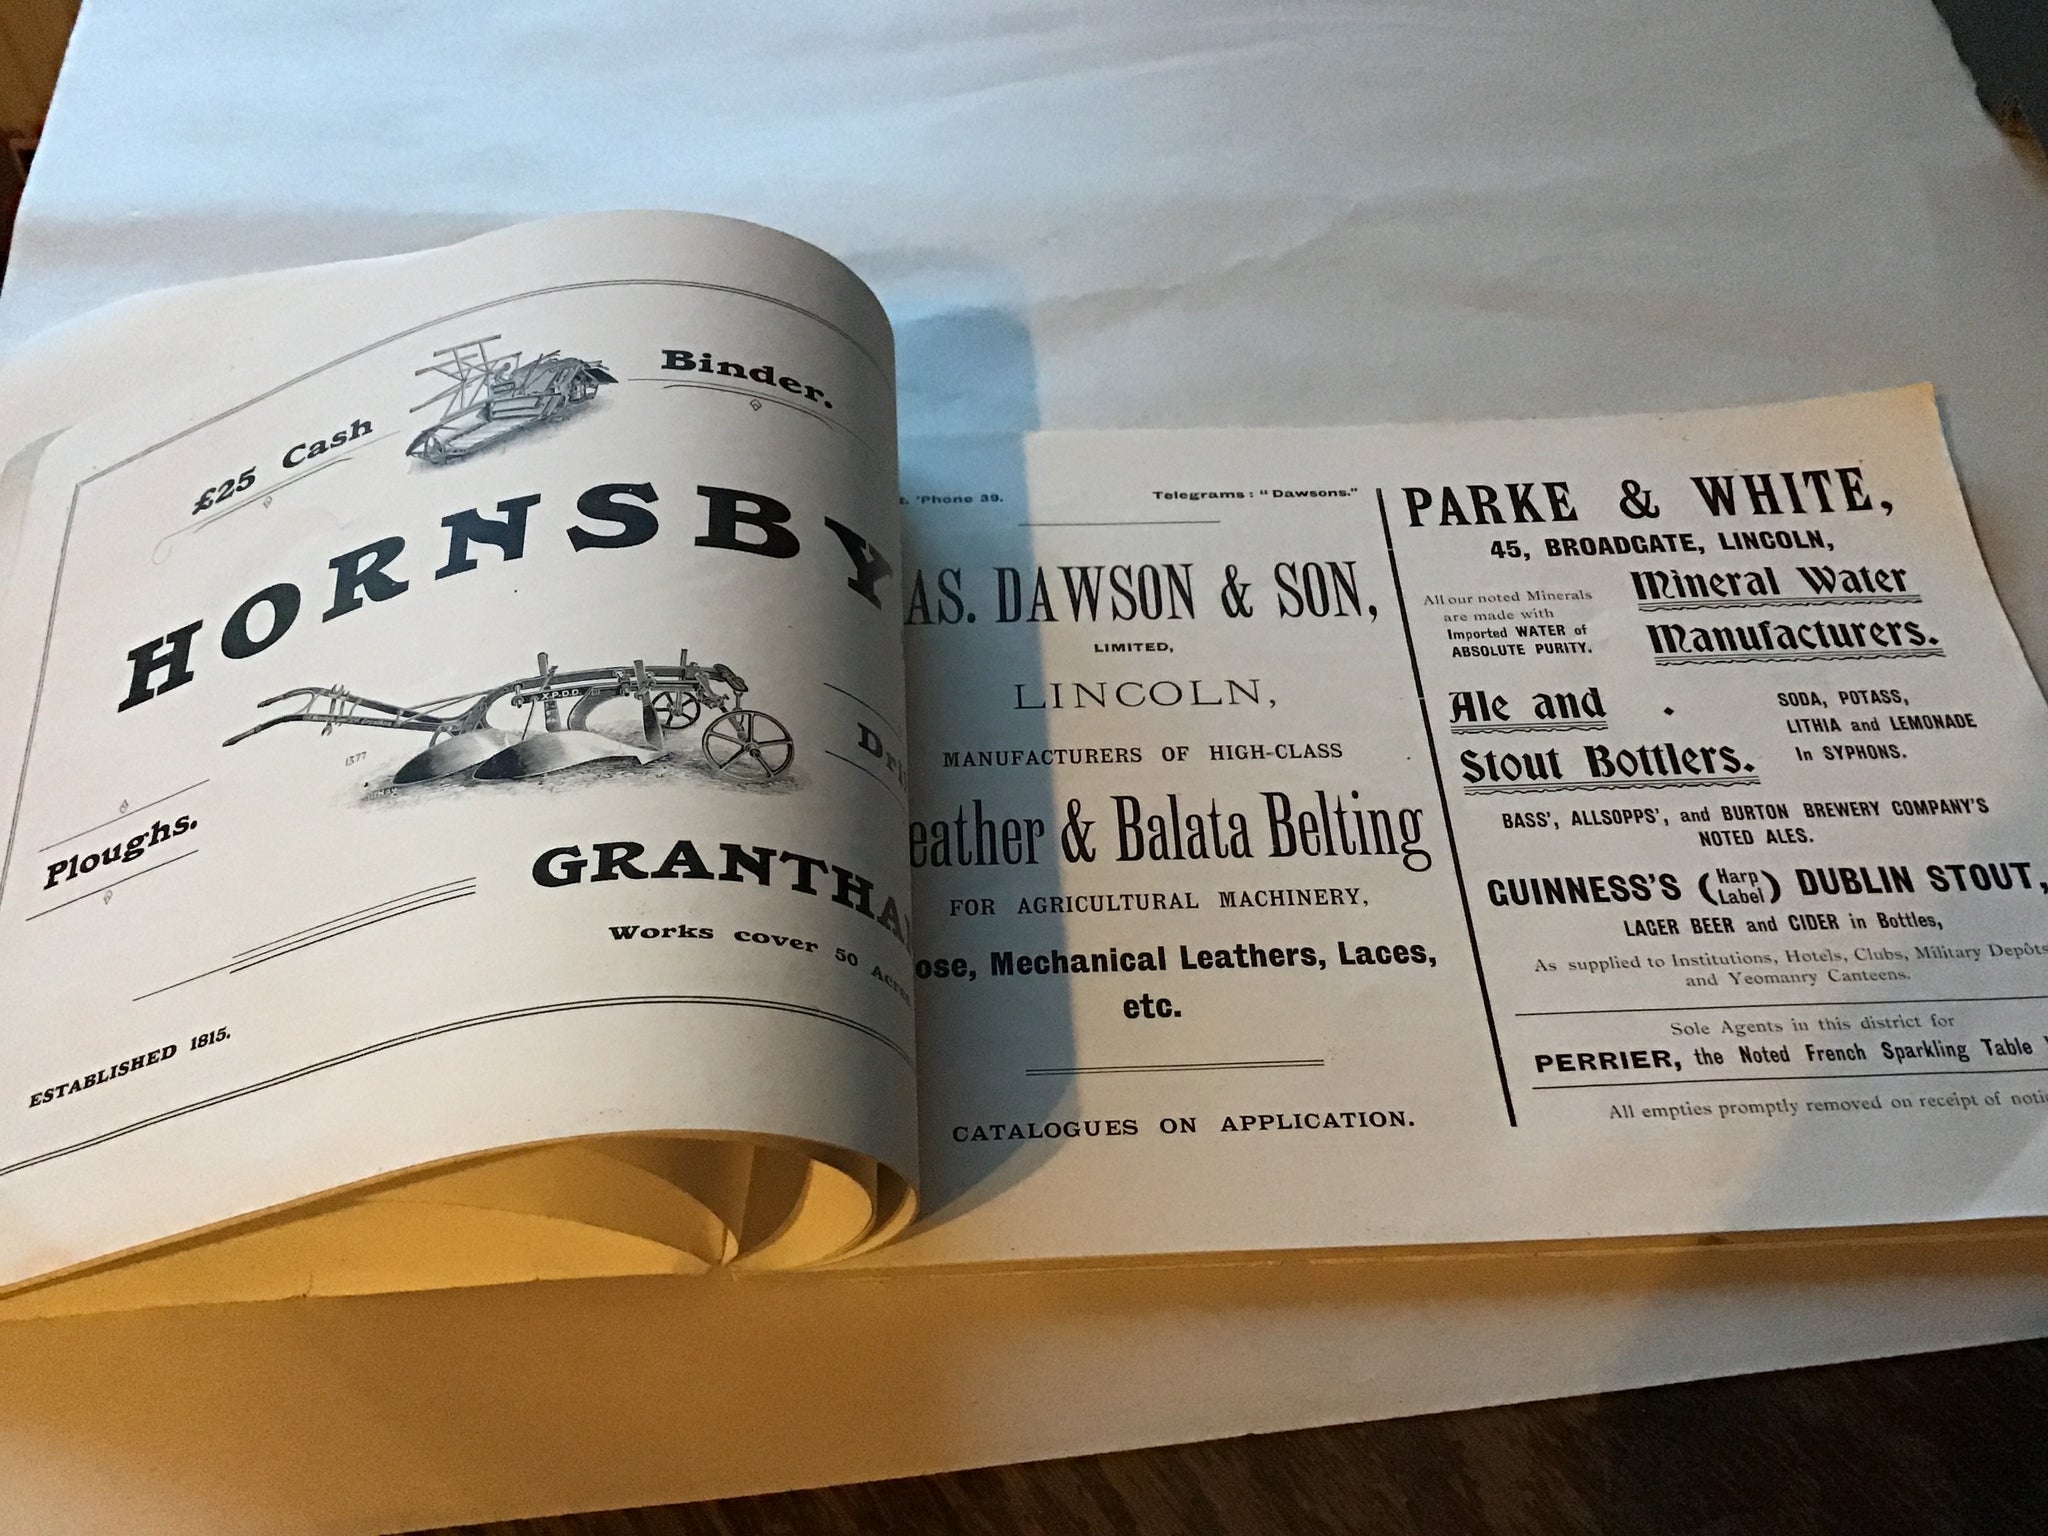 £25 Cash Binder.
HORNSBY
X.P.D.D.
1377
Ploughs.
GRANTHA
Works cover 50 Acres
ESTABLISHED 1815.
'Phone 39. Telegrams: "Dawsons."
AS. DAWSON & SON,
LIMITED,
LINCOLN,
MANUFACTURERS OF HIGH-CLASS
eather & Balata Belting
FOR AGRICULTURAL MACHINERY,
ose, Mechanical Leathers, Laces,
etc.
CATALOGUES ON APPLICATION.
PARKE & WHITE,
45, BROADGATE, LINCOLN,
All our noted Minerals
are made with
Imported WATER of
ABSOLUTE PURITY.
Mineral Water
Manufacturers.
Ale and
Stout Bottlers.
SODA, POTASS,
LITHIA and LEMONADE
In SYPHONS.
BASS', ALLSOPPS', and BURTON BREWERY COMPANY'S
NOTED ALES.
GUINNESS'S (Harp Label) DUBLIN STOUT,
LAGER BEER and CIDER in Bottles,
As supplied to Institutions, Hotels, Clubs, Military Depôts
and Yeomanry Canteens.
Sole Agents in this district for
PERRIER, the Noted French Sparkling Table
All empties promptly removed on receipt of noti